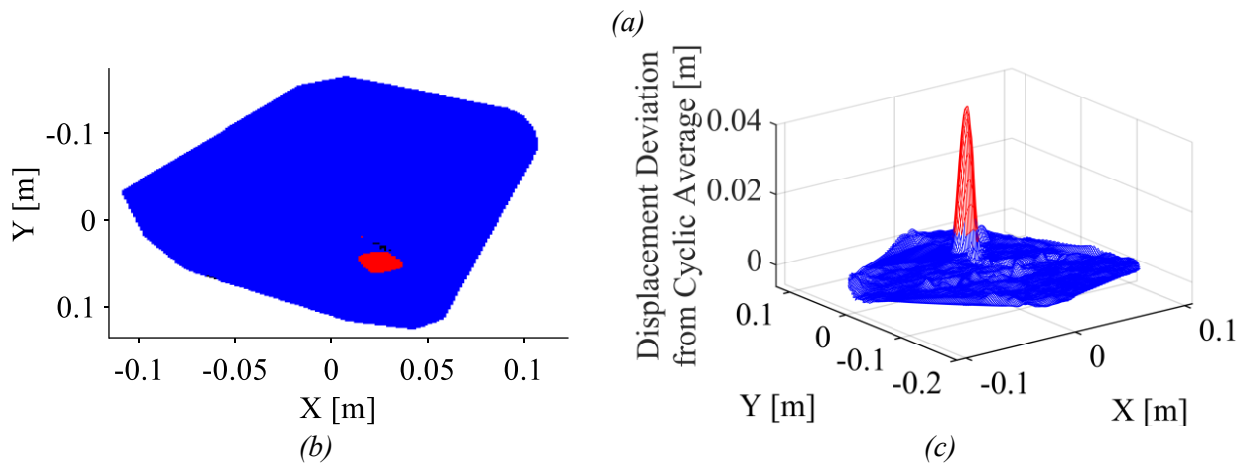 (a)
-0.1
0
0.1
Y [m]
-0.1
-0.05
0
0.05
0.1
X [m]
(b)
Displacement Deviation
from Cyclic Average [m]
0.04
0.02
0
0.1
0
-0.1
-0.2
Y [m]
-0.1
0
0.1
X [m]
(c)